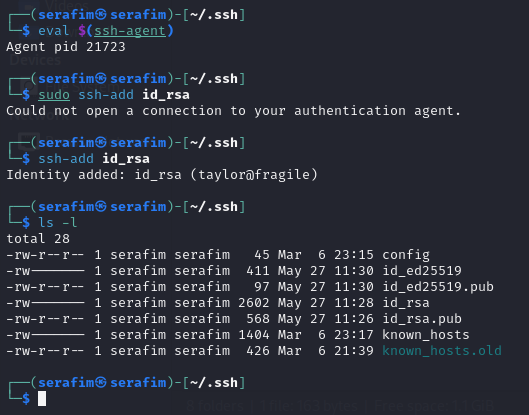 ┌──(serafim㉿serafim)-[~/.ssh]
└─$ eval $(ssh-agent)
Agent pid 21723
┌──(serafim㉿serafim)-[~/.ssh]
└─$ sudo ssh-add id_rsa
Could not open a connection to your authentication agent.
┌──(serafim㉿serafim)-[~/.ssh]
└─$ ssh-add id_rsa
Identity added: id_rsa (taylor@fragile)
┌──(serafim㉿serafim)-[~/.ssh]
└─$ ls -l
total 28
-rw-r--r-- 1 serafim serafim   45 Mar  6 23:15 config
-rw------- 1 serafim serafim  411 May 27 11:30 id_ed25519
-rw-r--r-- 1 serafim serafim   97 May 27 11:30 id_ed25519.pub
-rw------- 1 serafim serafim 2602 May 27 11:28 id_rsa
-rw-r--r-- 1 serafim serafim  568 May 27 11:26 id_rsa.pub
-rw------- 1 serafim serafim 1404 Mar  6 23:17 known_hosts
-rw-r--r-- 1 serafim serafim  426 Mar  6 21:39 known_hosts.old
┌──(serafim㉿serafim)-[~/.ssh]
└─$